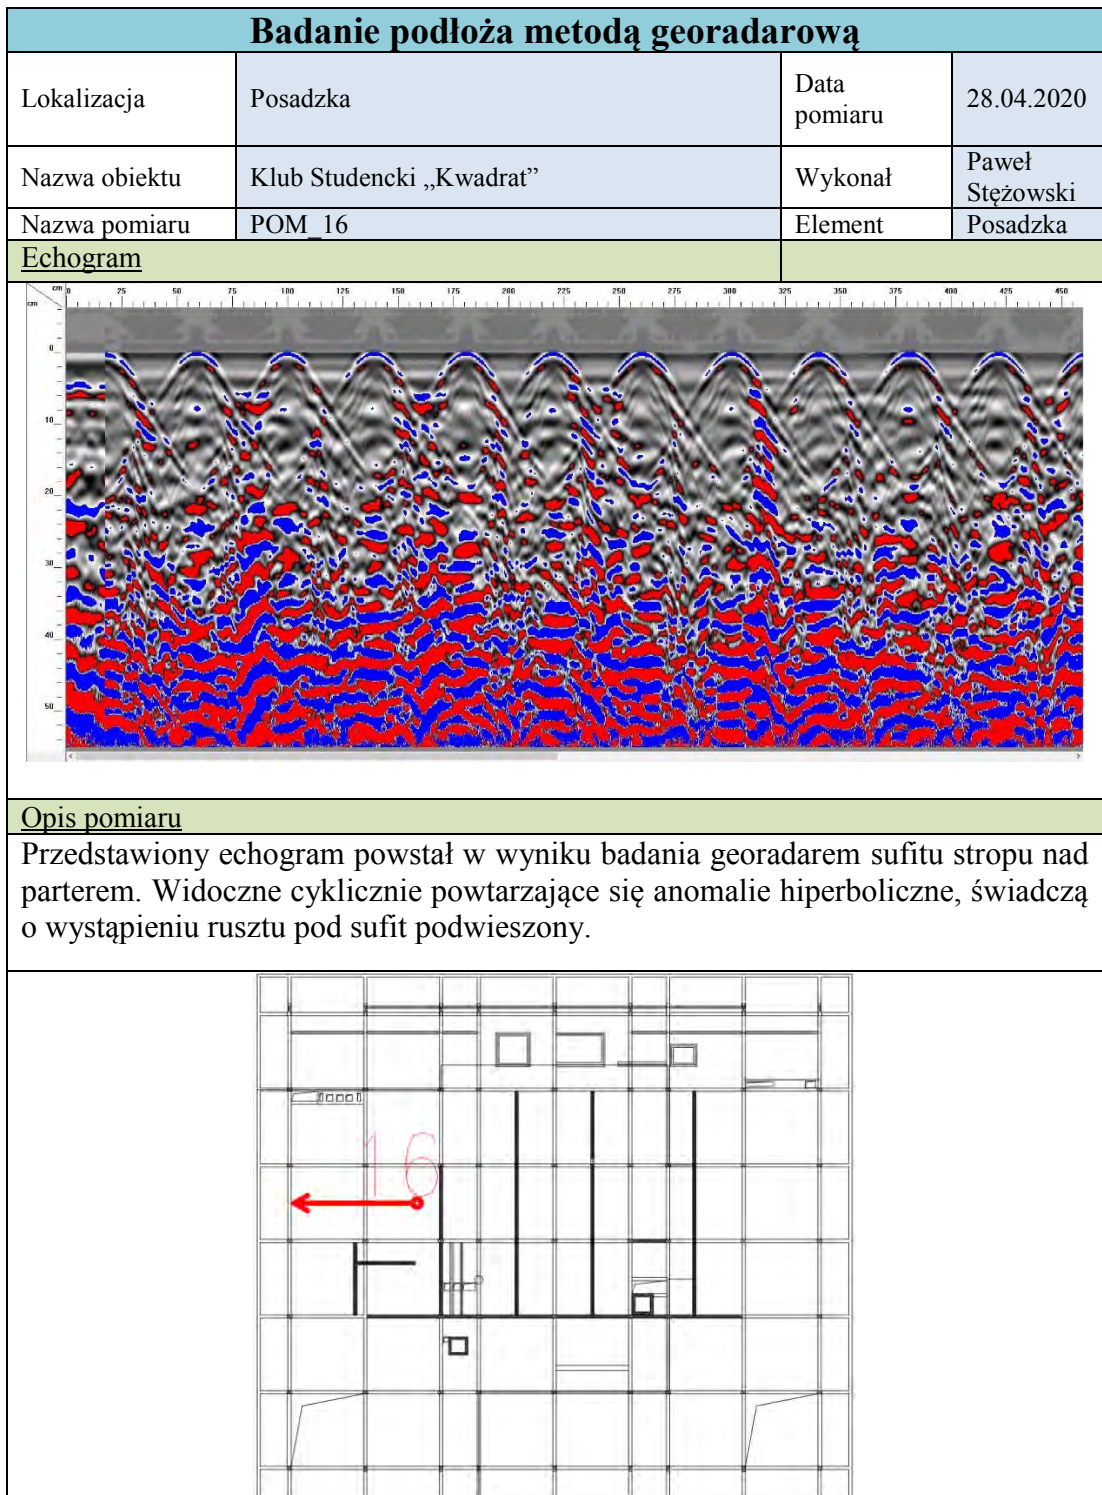 Badanie podłoża metodą georadarową
Lokalizacja Posadzka Data pomiaru 28.04.2020
Nazwa obiektu Klub Studencki „Kwadrat” Wykonał Paweł Stężowski
Nazwa pomiaru POM_16 Element Posadzka
Echogram
cm 0 25 50 75 100 125 150 175 200 225 250 275 300 325 350 375 400 425 450
cm
0
10
20
30
40
50
Opis pomiaru
Przedstawiony echogram powstał w wyniku badania georadarem sufitu stropu nad
parterem. Widoczne cyklicznie powtarzające się anomalie hiperboliczne, świadczą
o wystąpieniu rusztu pod sufit podwieszony.
16